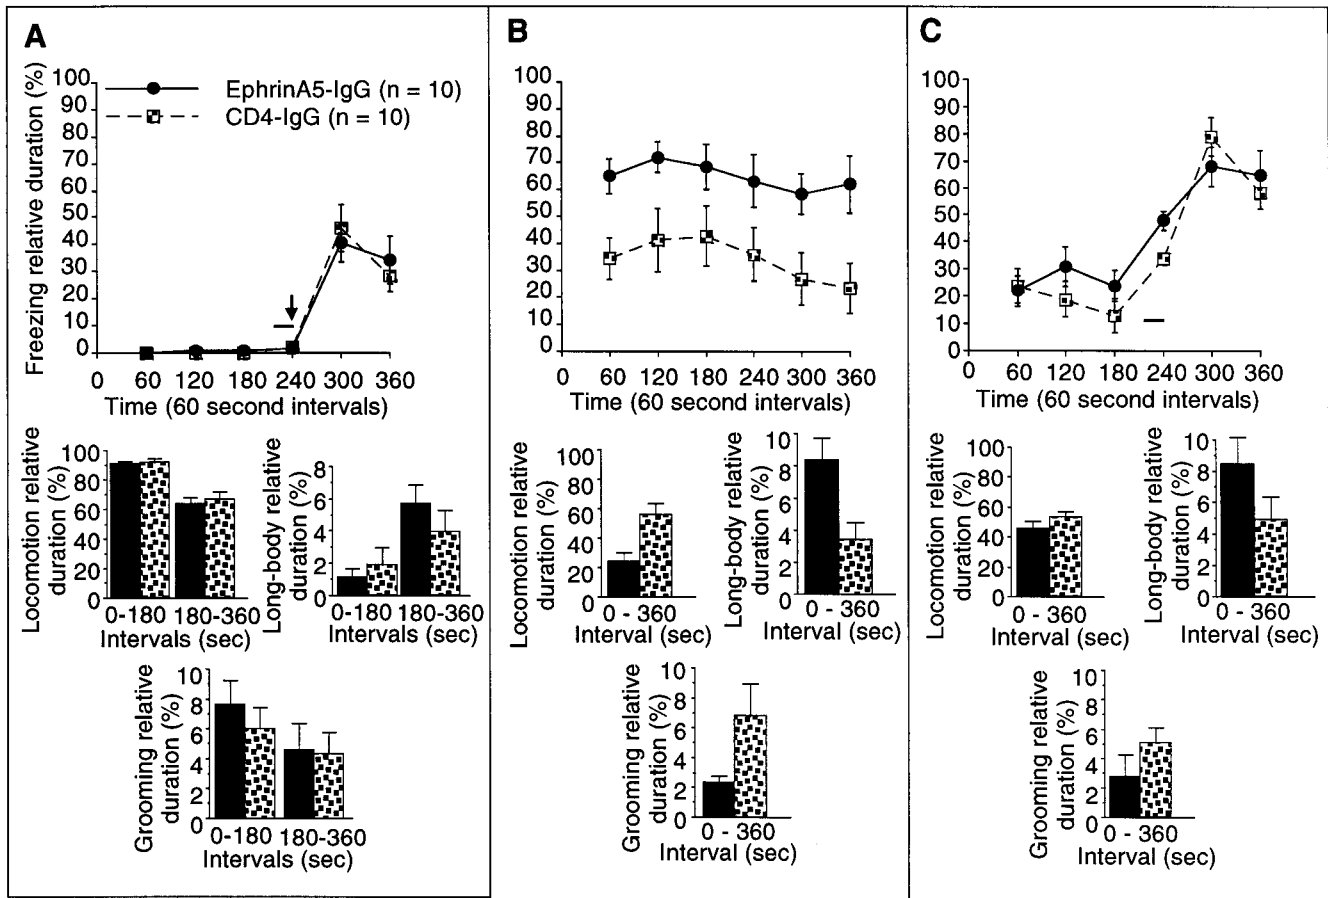 A
Freezing relative duration (%)
100
90
80
70
60
50
40
30
20
10
0
EphrinA5-IgG (n = 10)
CD4-IgG (n = 10)
0 60 120 180 240 300 360
Time (60 second intervals)
Locomotion relative
duration (%)
100
80
60
40
20
0
0-180 180-360
Intervals (sec)
Long-body relative
duration (%)
8
6
4
2
0
0-180 180-360
Intervals (sec)
Grooming relative
duration (%)
10
8
6
4
2
0
0-180 180-360
Intervals (sec)
B
100
90
80
70
60
50
40
30
20
10
0
0 60 120 180 240 300 360
Time (60 second intervals)
Locomotion relative
duration (%)
100
80
60
40
20
0
0 - 360
Interval (sec)
Long-body relative
duration (%)
10
8
6
4
2
0
0 - 360
Interval (sec)
Grooming relative
duration (%)
10
8
6
4
2
0
0 - 360
Interval (sec)
C
100
90
80
70
60
50
40
30
20
10
0
0 60 120 180 240 300 360
Time (60 second intervals)
Locomotion relative
duration (%)
100
80
60
40
20
0
0 - 360
Interval (sec)
Long-body relative
duration (%)
10
8
6
4
2
0
0 - 360
Interval (sec)
Grooming relative
duration (%)
10
8
6
4
2
0
0 - 360
Interval (sec)